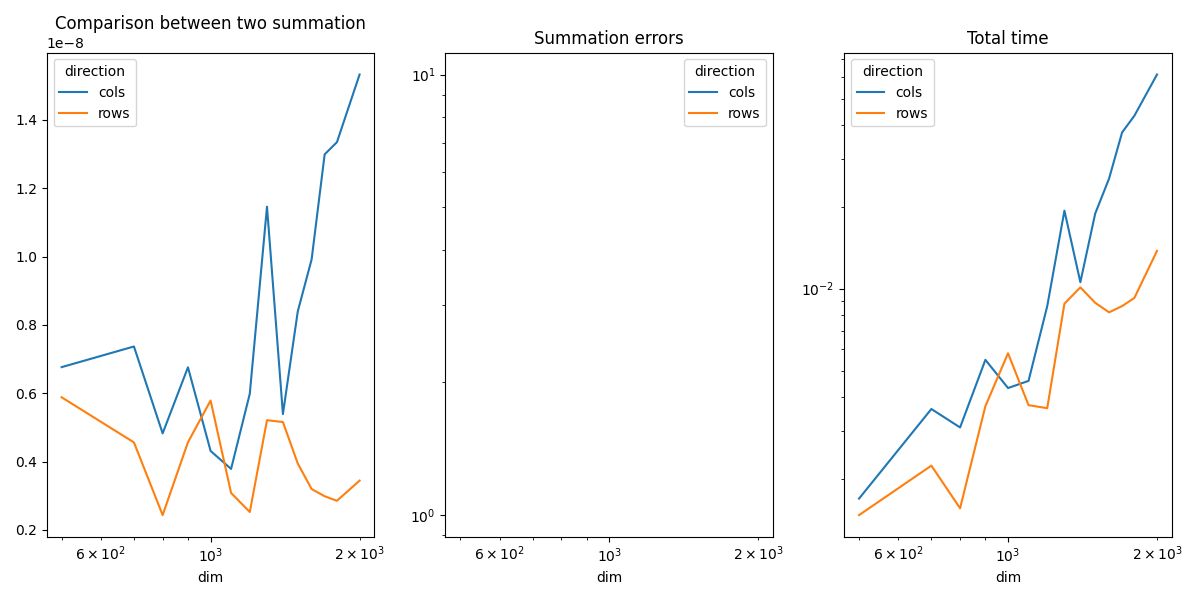 Comparison between two summation
1e−8
direction
cols
rows
1.4
1.2
1.0
0.8
0.6
0.4
0.2
6 × 10²
10³
2 × 10³
dim
Summation errors
direction
cols
rows
10¹
10⁰
6 × 10²
10³
2 × 10³
dim
Total time
direction
cols
rows
10⁻²
6 × 10²
10³
2 × 10³
dim